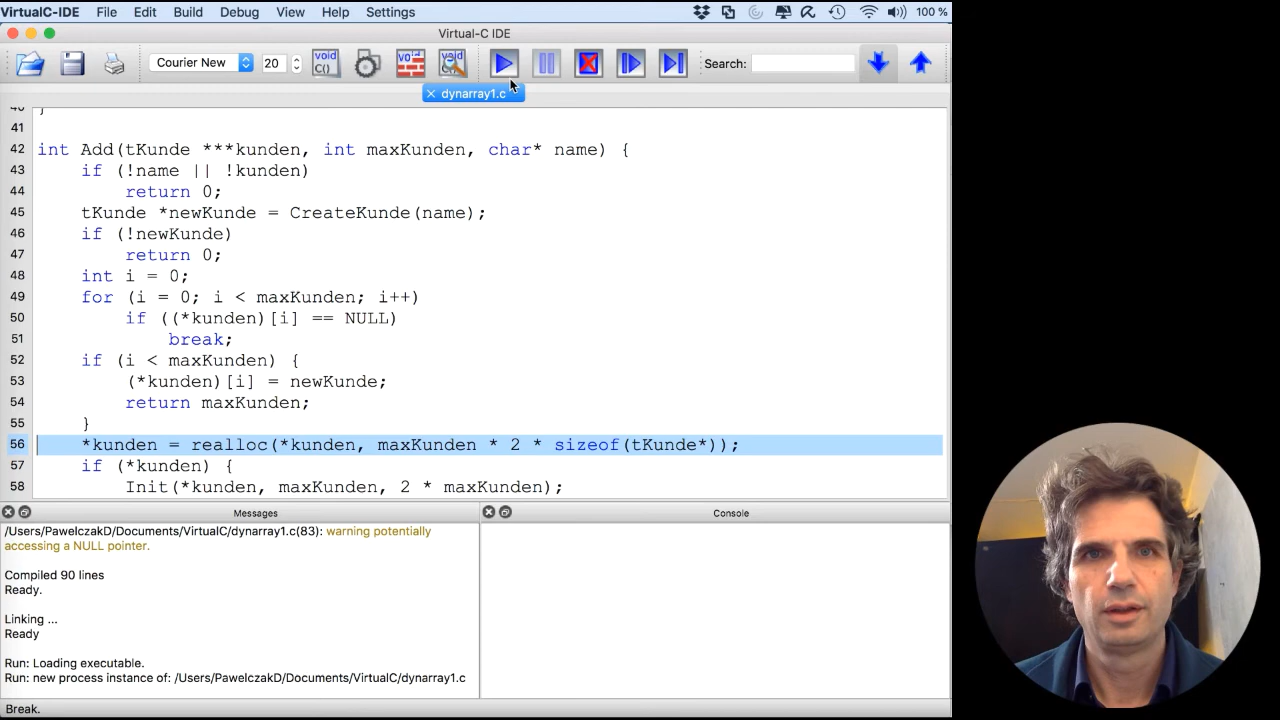 VirtualC-IDE File Edit Build Debug View Help Settings 100 %
Virtual-C IDE
Courier New 20 void C() void void Search:
dynarray1.c
41
42 int Add(tKunde ***kunden, int maxKunden, char* name) {
43 if (!name || !kunden)
44 return 0;
45 tKunde *newKunde = CreateKunde(name);
46 if (!newKunde)
47 return 0;
48 int i = 0;
49 for (i = 0; i < maxKunden; i++)
50 if ((*kunden)[i] == NULL)
51 break;
52 if (i < maxKunden) {
53 (*kunden)[i] = newKunde;
54 return maxKunden;
55 }
56 *kunden = realloc(*kunden, maxKunden * 2 * sizeof(tKunde*));
57 if (*kunden) {
58 Init(*kunden, maxKunden, 2 * maxKunden);
Messages
/Users/PawelczakD/Documents/VirtualC/dynarray1.c(83): warning potentially
accessing a NULL pointer.
Compiled 90 lines
Ready.
Linking ...
Ready
Run: Loading executable.
Run: new process instance of: /Users/PawelczakD/Documents/VirtualC/dynarray1.c
Console
Break.